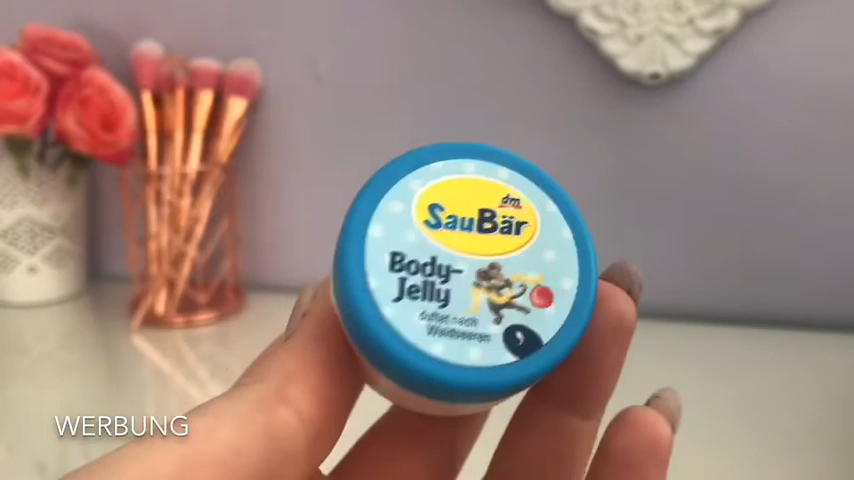 dm
SauBär
Body-
Jelly
duftet nach
Waldbeeren
WERBUNG